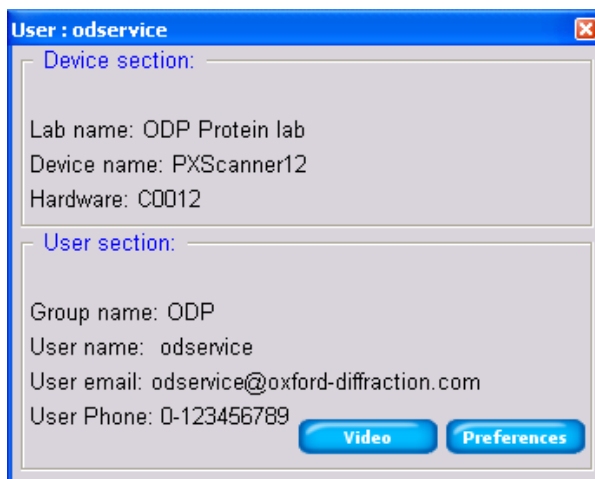 User : odservice
Device section:
Lab name: ODP Protein lab
Device name: PXScanner12
Hardware: C0012
User section:
Group name: ODP
User name: odservice
User email: odservice@oxford-diffraction.com
User Phone: 0-123456789
Video Preferences